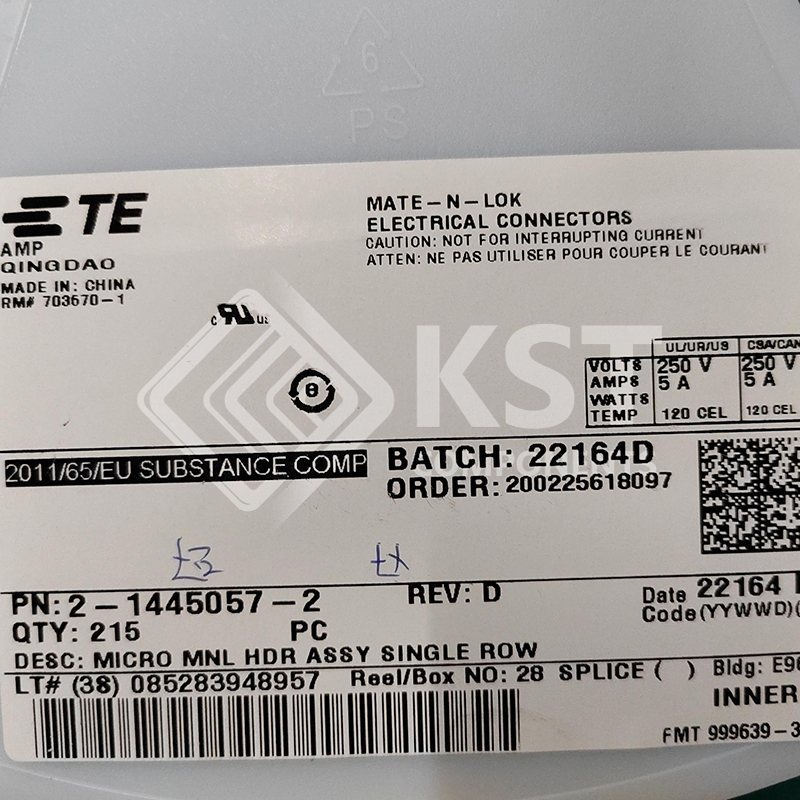 6
PS
TE
AMP
QINGDAO
MADE IN: CHINA
RM# 703670-1
MATE-N-LOK
ELECTRICAL CONNECTORS
CAUTION: NOT FOR INTERRUPTING CURRENT
ATTEN: NE PAS UTILISER POUR COUPER LE COURANT
c RU us
KST
COMPONENTS
UL/UR/US CSA/CAN
VOLTS 250 V 250 V
AMPS 5 A 5 A
WATTS
TEMP 120 CEL 120 CEL
2011/65/EU SUBSTANCE COMP
BATCH: 22164D
ORDER: 200225618097
PN: 2-1445057-2 REV: D
QTY: 215 PC
Date 22164
Code (YYWWD)
DESC: MICRO MNL HDR ASSY SINGLE ROW
LT# (38) 085283948957 Reel/Box NO: 28 SPLICE ( ) Bldg: E96
INNER
FMT 999639-3